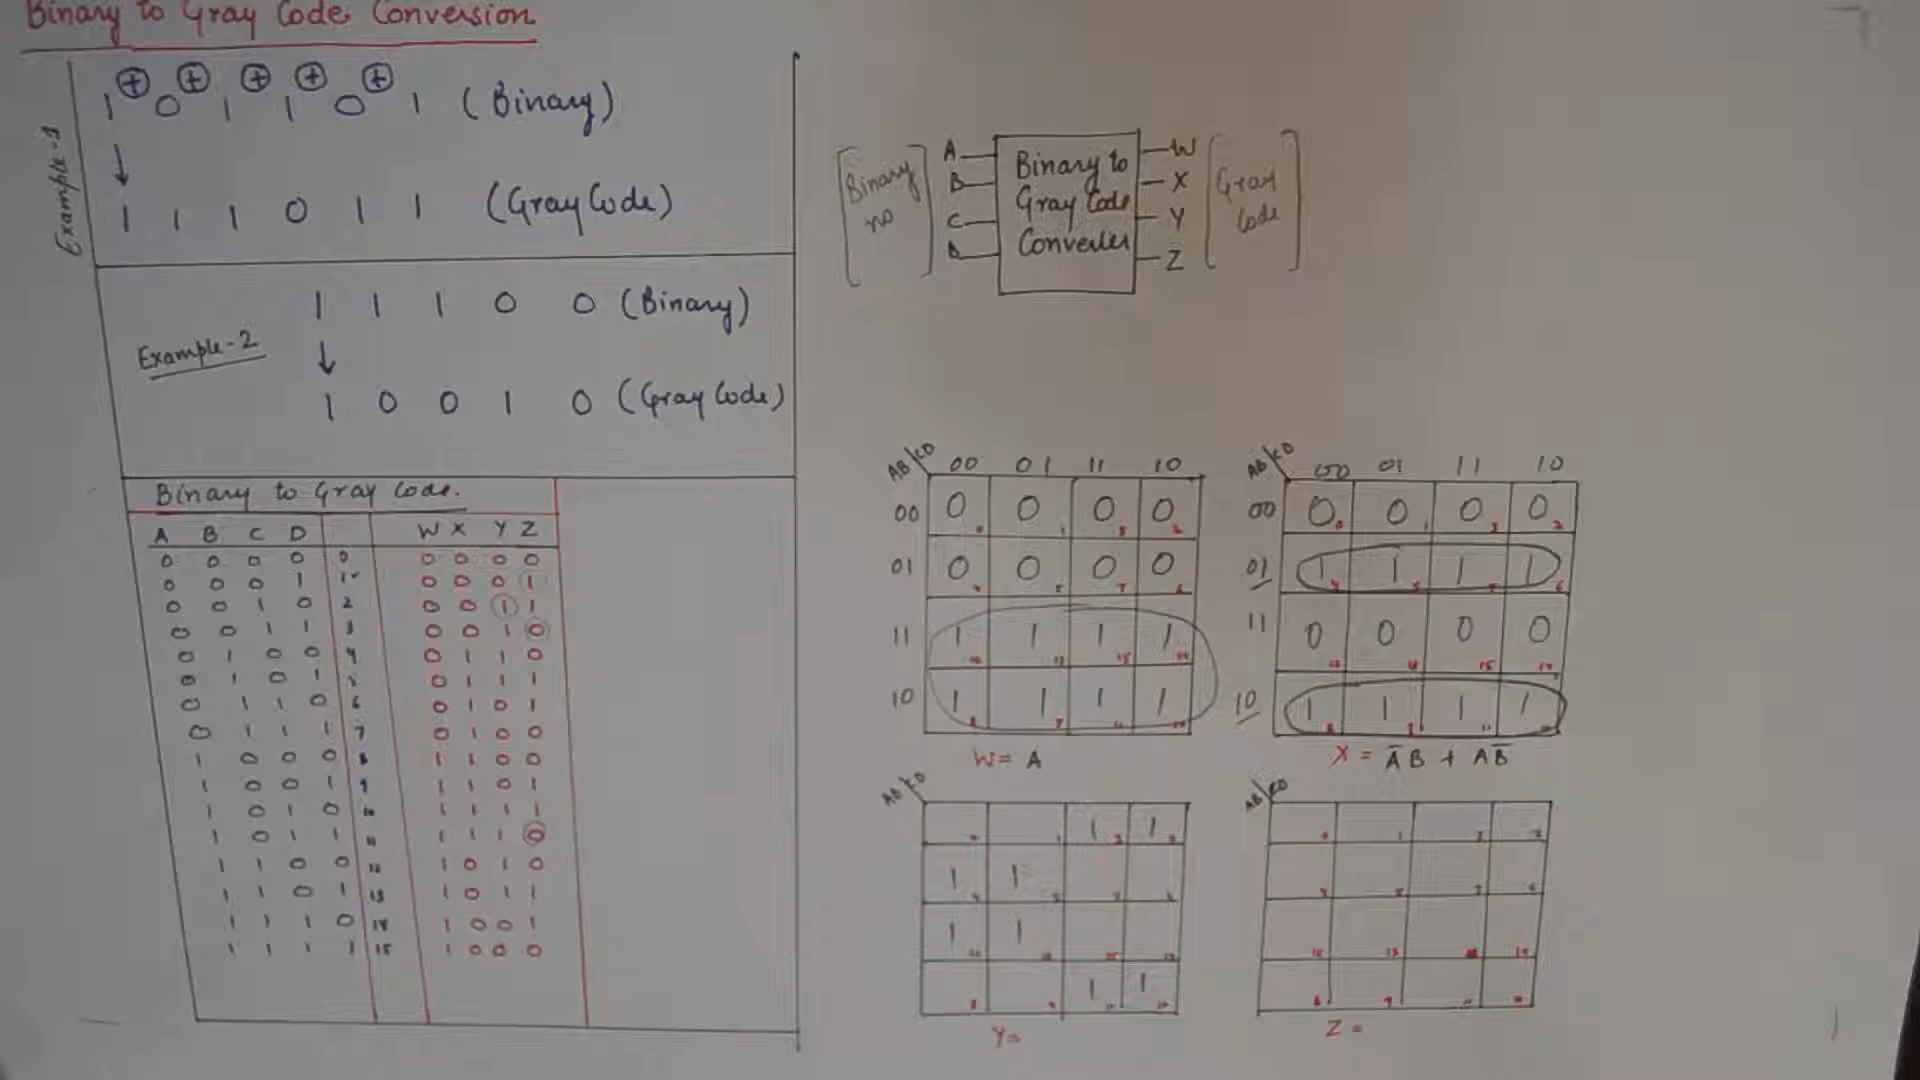 Binary to Gray Code Conversion
Example-1
1 ⊕ 0 ⊕ 1 ⊕ 1 ⊕ 0 ⊕ 1 (Binary)
↓
1 1 1 0 1 1 (Gray Code)
Example-2
1 1 1 0 0 (Binary)
↓
1 0 0 1 0 (Gray Code)
Binary to Gray Code.
A B C D W X Y Z
0 0 0 0 0 0 0 0 0
0 0 0 1 1 0 0 0 1
0 0 1 0 2 0 0 1 1
0 0 1 1 3 0 0 1 0
0 1 0 0 4 0 1 1 0
0 1 0 1 5 0 1 1 1
0 1 1 0 6 0 1 0 1
0 1 1 1 7 0 1 0 0
1 0 0 0 8 1 1 0 0
1 0 0 1 9 1 1 0 1
1 0 1 0 10 1 1 1 1
1 0 1 1 11 1 1 1 0
1 1 0 0 12 1 0 1 0
1 1 0 1 13 1 0 1 1
1 1 1 0 14 1 0 0 1
1 1 1 1 15 1 0 0 0
Binary no
A
B
C
D
Binary to
Gray Code
Converter
W
X
Y
Z
Gray Code
AB\CD 00 01 11 10
00 0 0 0 0
01 0 0 0 0
11 1 1 1 1
10 1 1 1 1
W = A
AB\CD 00 01 11 10
00 0 0 0 0
01 1 1 1 1
11 0 0 0 0
10 1 1 1 1
X = A̅ B + A B̅
AB\CD
1 1
1 1
1 1
1 1
Y =
AB\CD
Z =